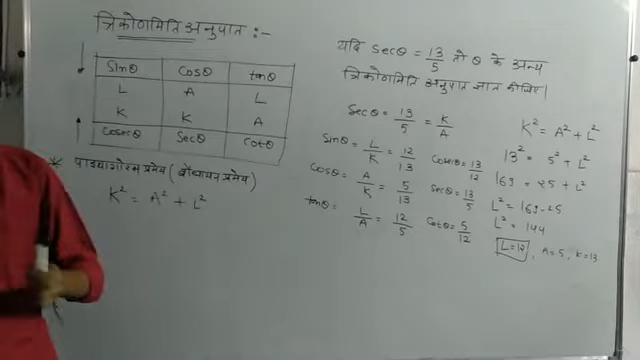 त्रिकोणमिति अनुपात :-
Sinθ Cosθ tanθ
L A L
K K A
Cosecθ Secθ Cotθ
* पाइथागोरस प्रमेय (बौधायन प्रमेय)
K² = A² + L²
यदि secθ = 13/5 तो θ के अन्य
त्रिकोणमिति अनुपात ज्ञात कीजिए।
Secθ = 13/5 = K/A
Sinθ = L/K = 12/13 Cosecθ = 13/12
Cosθ = A/K = 5/13 Secθ = 13/5
tanθ = L/A = 12/5 Cotθ = 5/12
K² = A² + L²
13² = 5² + L²
169 = 25 + L²
L² = 169-25
L² = 144
L=12, A=5, K=13